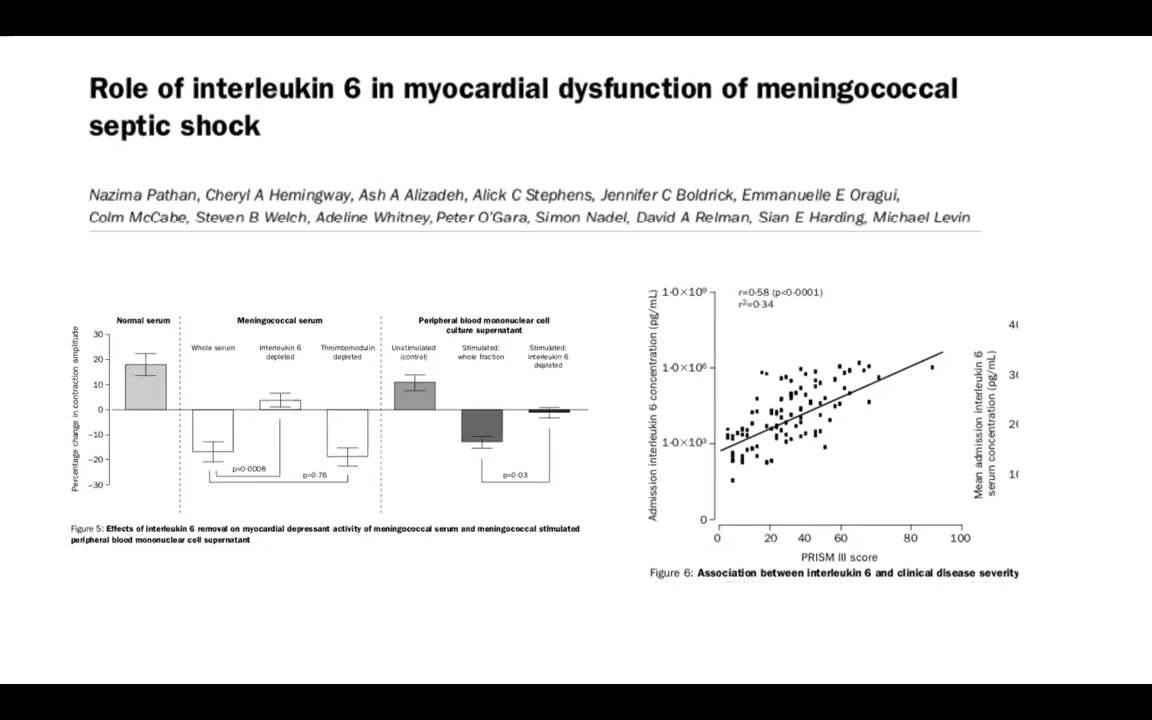 Role of interleukin 6 in myocardial dysfunction of meningococcal
septic shock
Nazima Pathan, Cheryl A Hemingway, Ash A Alizadeh, Alick C Stephens, Jennifer C Boldrick, Emmanuelle E Oragui,
Colm McCabe, Steven B Welch, Adeline Whitney, Peter O'Gara, Simon Nadel, David A Relman, Sian E Harding, Michael Levin
Percentage change in contraction amplitude
30
20
10
0
–10
–20
–30
Normal serum
Meningococcal serum
Whole serum
Interleukin 6
depleted
Thrombomodulin
depleted
p=0·0008
p=0·76
Peripheral blood mononuclear cell
culture supernatant
Unstimulated
(control)
Stimulated:
whole fraction
Stimulated:
interleukin 6
depleted
p=0·03
Figure 5: Effects of interleukin 6 removal on myocardial depressant activity of meningococcal serum and meningococcal stimulated
peripheral blood mononuclear cell supernatant
Admission interleukin 6 concentration (pg/mL)
1·0×10⁹
1·0×10⁶
1·0×10³
0
r=0·58 (p<0·0001)
r²=0·34
0 20 40 60 80 100
PRISM III score
Figure 6: Association between interleukin 6 and clinical disease severity
Mean admission interleukin 6
serum concentration (pg/mL)